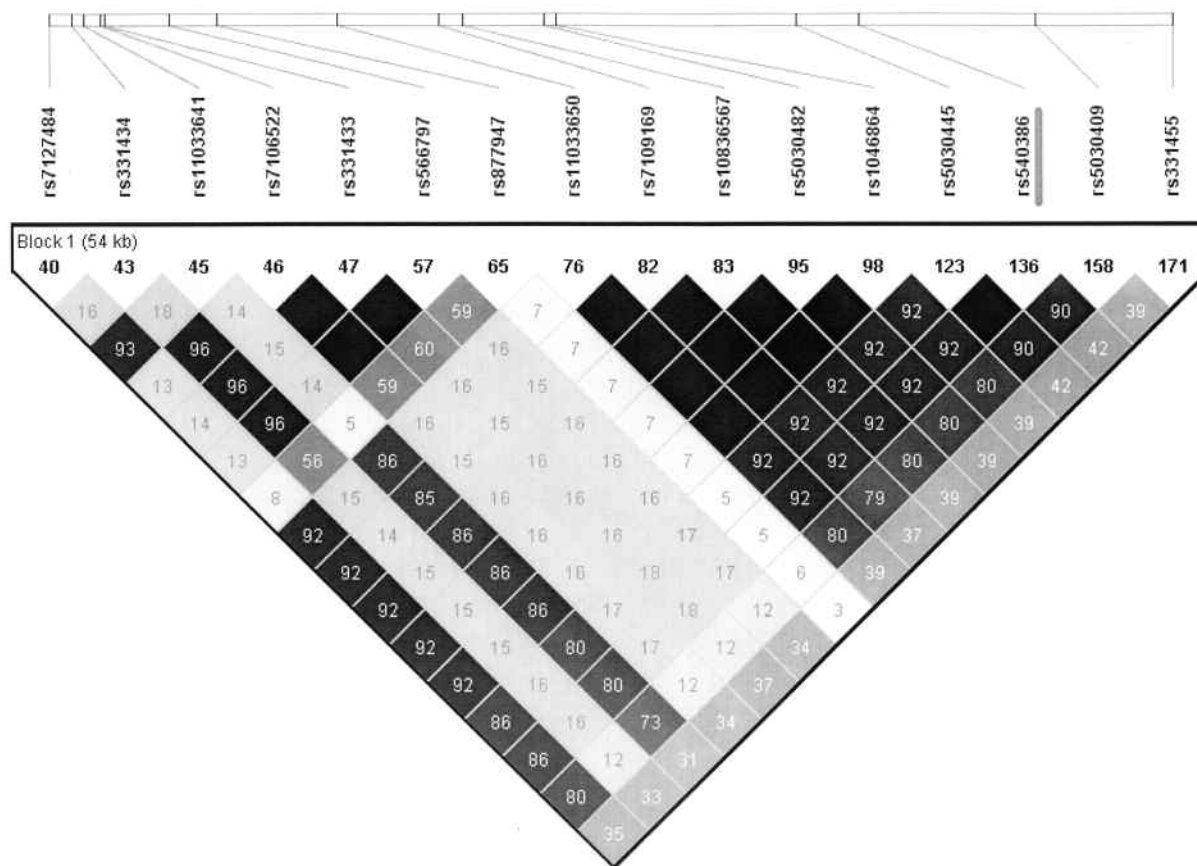 rs7127484
rs331434
rs11033641
rs7106522
rs331433
rs566797
rs877947
rs11033650
rs7109169
rs10836567
rs5030482
rs1046864
rs5030445
rs540386
rs5030409
rs331455
Block 1 (54 kb)
40 43 45 46 47 57 65 76 82 83 95 98 123 136 158 171
16 18 14 59 7 92 90 39
93 96 15 60 16 7 92 92 90 42
13 96 14 59 16 15 7 92 92 80 42
14 96 5 16 15 16 7 92 92 80 39
13 56 86 15 16 16 7 92 92 80 39
8 15 85 16 16 16 5 92 79 39
92 14 86 16 16 17 5 80 37
92 15 86 16 18 17 6 39
92 15 86 17 18 12 3
92 15 80 17 12 34
92 16 80 12 37
86 16 73 34
86 12 31
80 33
35